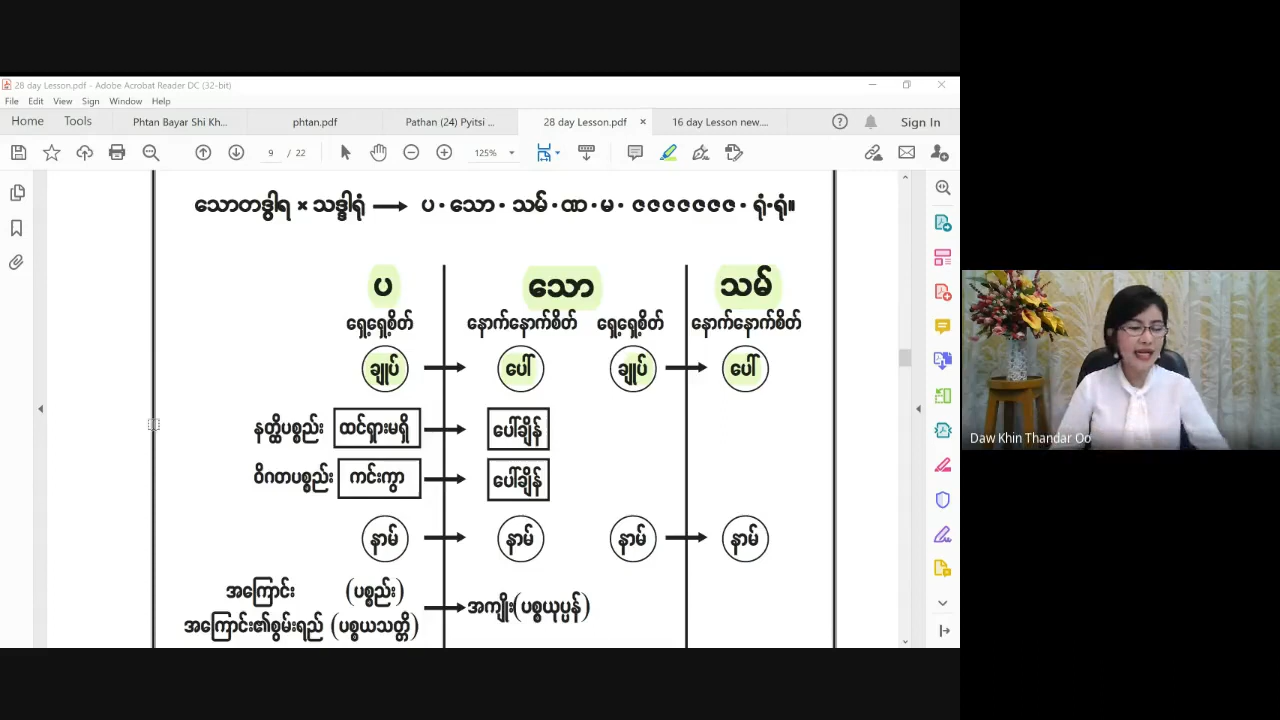 28 day Lesson.pdf - Adobe Acrobat Reader DC (32-bit)
File Edit View Sign Window Help
Home Tools Phtan Bayar Shi Kh... phtan.pdf Pathan (24) Pyitsi ... 28 day Lesson.pdf × 16 day Lesson new.... Sign In
9 / 22 125%
သောတဒွါရ × သဒ္ဒါရုံ → ပ • သော • သမ် • ဏ • မ • ဇဇဇဇဇဇဇ • ရုံ • ရုံ။
ပ သော သမ်
ရှေ့ရှေ့စိတ် နောက်နောက်စိတ် ရှေ့ရှေ့စိတ် နောက်နောက်စိတ်
ချုပ် → ပေါ် ချုပ် → ပေါ်
နတ္ထိပစ္စည်း ထင်ရှားမရှိ → ပေါ်ချိန်
ဝိဂတပစ္စည်း ကင်းကွာ → ပေါ်ချိန်
နာမ် → နာမ် နာမ် → နာမ်
အကြောင်း (ပစ္စည်း)
→ အကျိုး(ပစ္စယုပ္ပန်)
အကြောင်း၏စွမ်းရည် (ပစ္စယသတ္တိ)
Daw Khin Thandar Oo